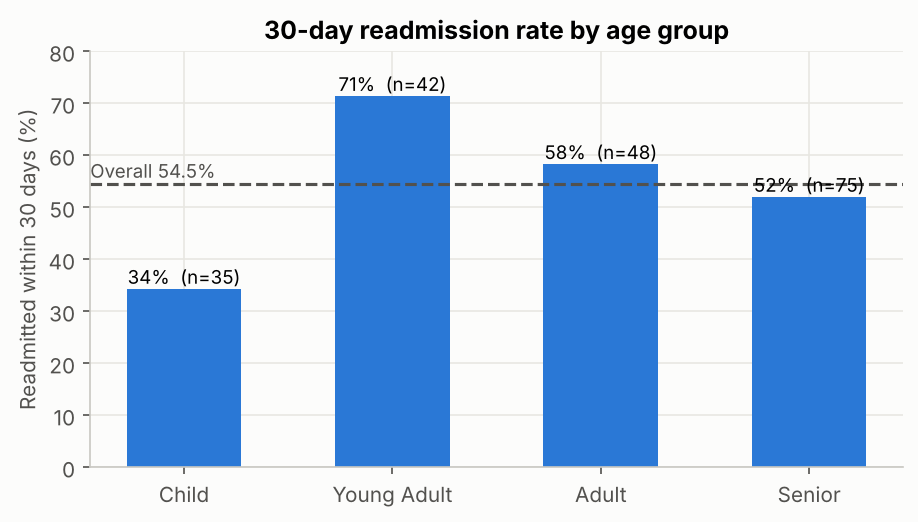 30-day readmission rate by age group
Readmitted within 30 days (%)
80
70
60
50
40
30
20
10
0
71%  (n=42)
58%  (n=48)
Overall 54.5%
52%  (n=75)
34%  (n=35)
Child
Young Adult
Adult
Senior